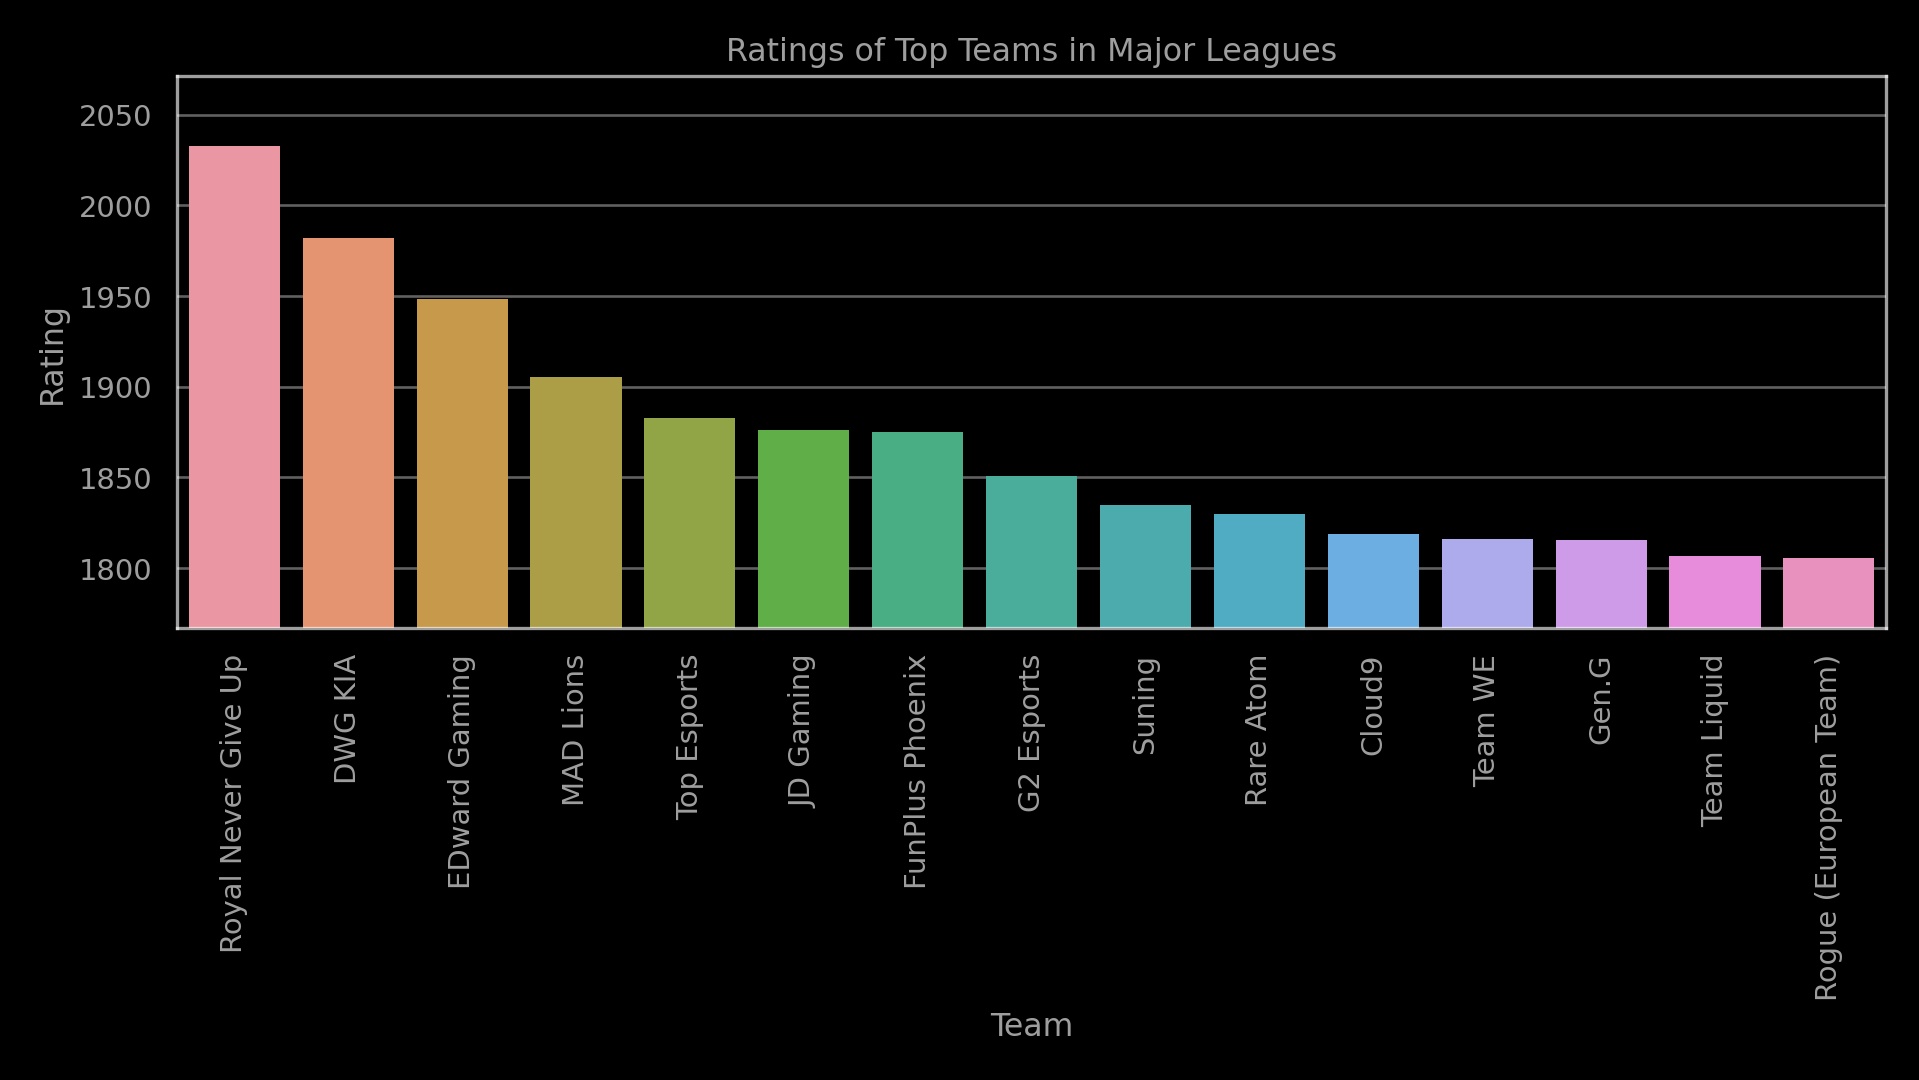 Ratings of Top Teams in Major Leagues
Rating
2050
2000
1950
1900
1850
1800
Royal Never Give Up
DWG KIA
EDward Gaming
MAD Lions
Top Esports
JD Gaming
FunPlus Phoenix
G2 Esports
Suning
Rare Atom
Cloud9
Team WE
Gen.G
Team Liquid
Rogue (European Team)
Team